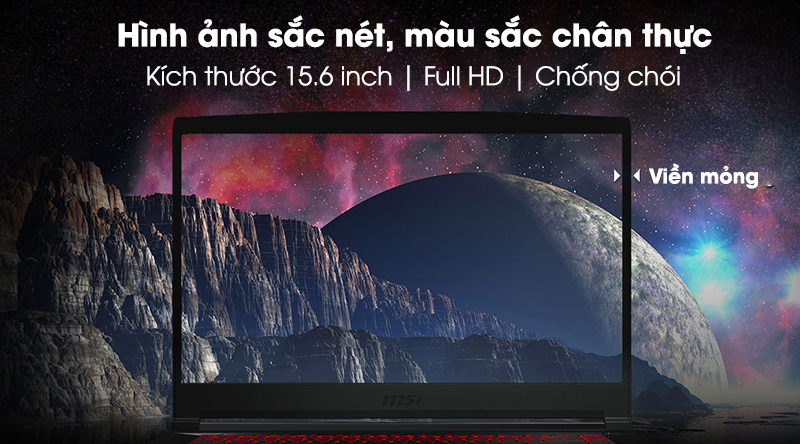 Hình ảnh sắc nét, màu sắc chân thực
Kích thước 15.6 inch | Full HD | Chống chói
Viền mỏng
msi